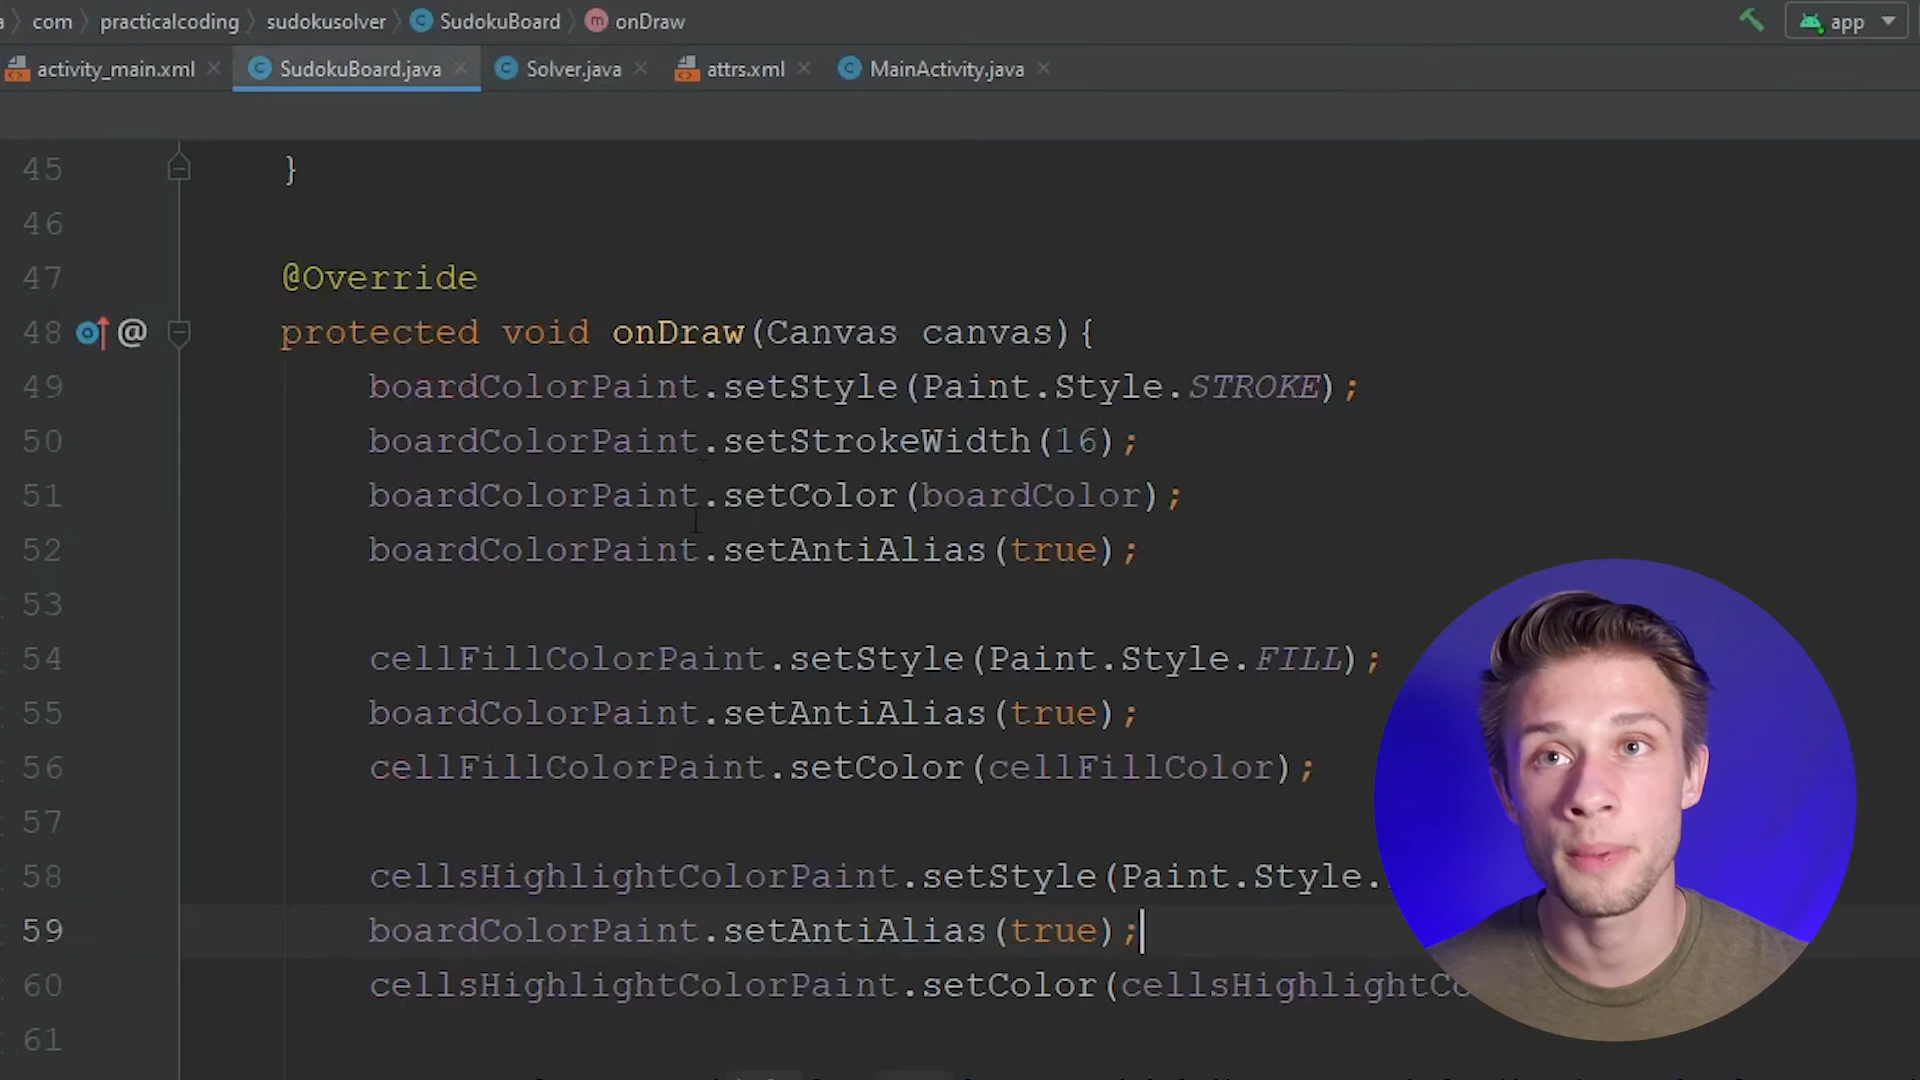 com practicalcoding sudokusolver SudokuBoard onDraw app
activity_main.xml SudokuBoard.java Solver.java attrs.xml MainActivity.java
45 }
46
47 @Override
48 @ protected void onDraw(Canvas canvas){
49 boardColorPaint.setStyle(Paint.Style.STROKE);
50 boardColorPaint.setStrokeWidth(16);
51 boardColorPaint.setColor(boardColor);
52 boardColorPaint.setAntiAlias(true);
53
54 cellFillColorPaint.setStyle(Paint.Style.FILL);
55 boardColorPaint.setAntiAlias(true);
56 cellFillColorPaint.setColor(cellFillColor);
57
58 cellsHighlightColorPaint.setStyle(Paint.Style.
59 boardColorPaint.setAntiAlias(true);
60 cellsHighlightColorPaint.setColor(cellsHighlightCo
61